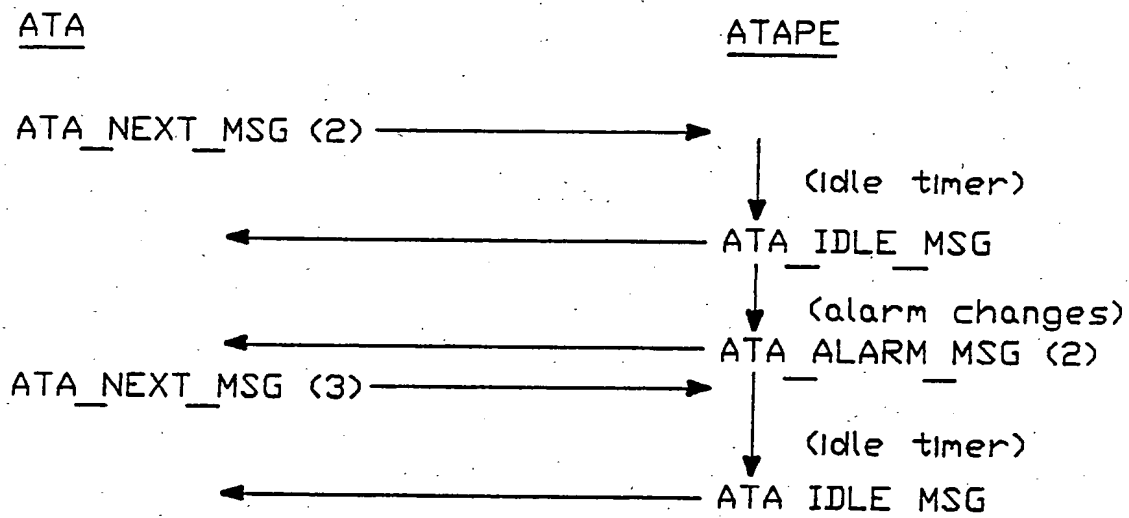 ATA
ATAPE
ATA_NEXT_MSG (2)
(idle timer)
ATA_IDLE_MSG
(alarm changes)
ATA_ALARM_MSG (2)
ATA_NEXT_MSG (3)
(idle timer)
ATA IDLE MSG